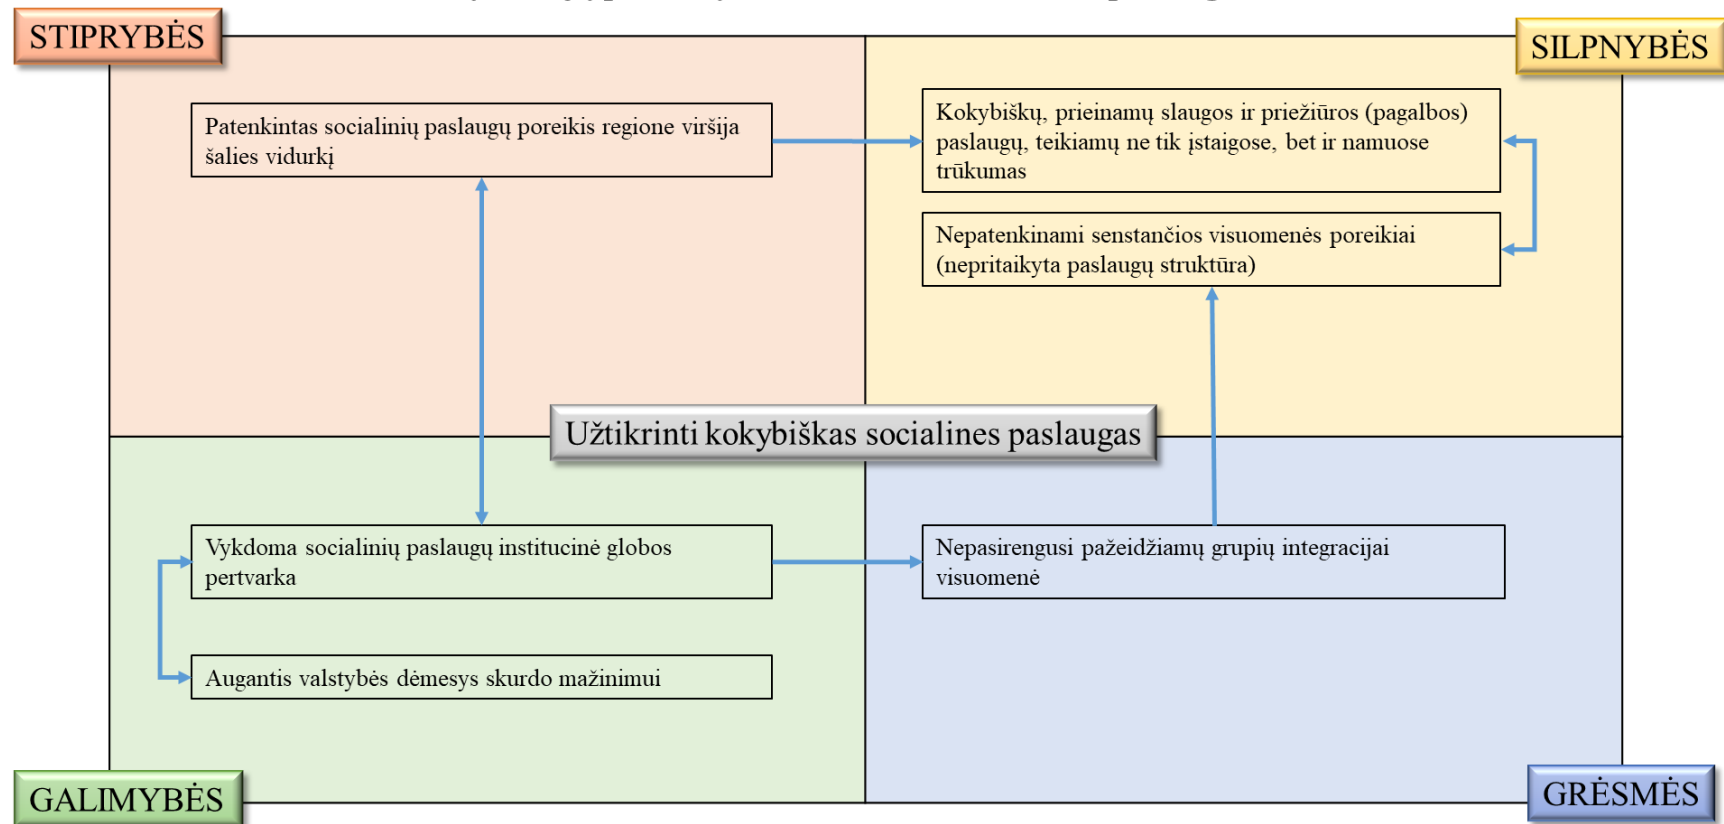 STIPRYBĖS
SILPNYBĖS
Patenkintas socialinių paslaugų poreikis regione viršija
šalies vidurkį
Kokybiškų, prieinamų slaugos ir priežiūros (pagalbos)
paslaugų, teikiamų ne tik įstaigose, bet ir namuose
trūkumas
Nepatenkinami senstančios visuomenės poreikiai
(nepritaikyta paslaugų struktūra)
Užtikrinti kokybiškas socialines paslaugas
Vykdoma socialinių paslaugų institucinė globos
pertvarka
Nepasirengusi pažeidžiamų grupių integracijai
visuomenė
Augantis valstybės dėmesys skurdo mažinimui
GALIMYBĖS
GRĖSMĖS